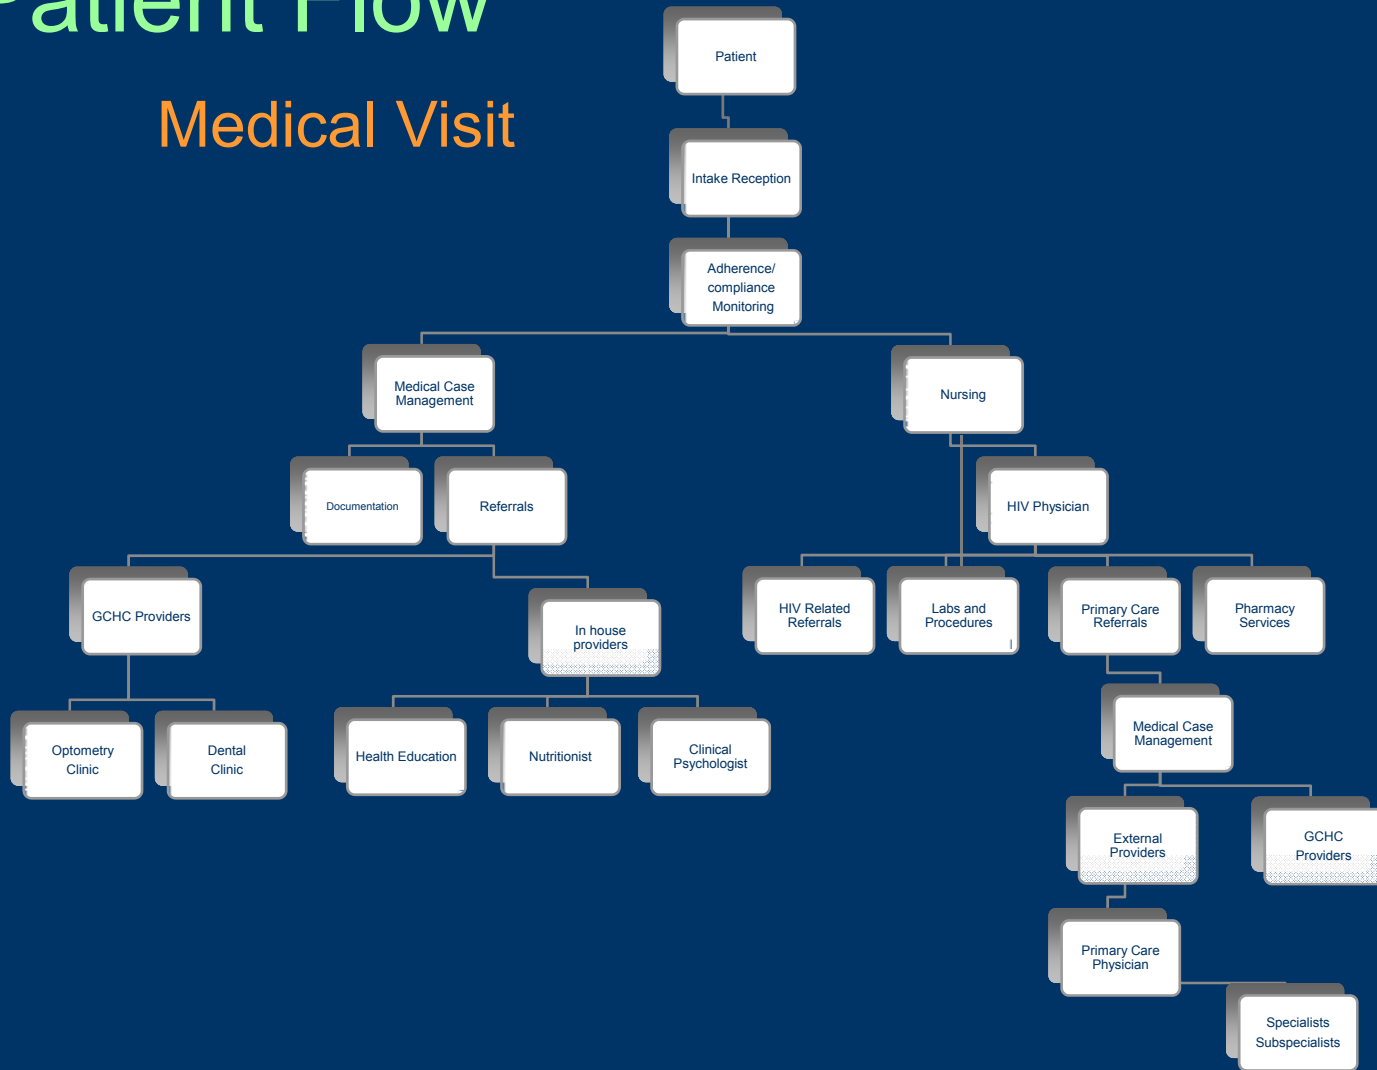 Patient Flow
Medical Visit
Patient
Intake Reception
Adherence/
compliance
Monitoring
Medical Case
Management
Nursing
Documentation
Referrals
HIV Physician
GCHC Providers
In house
providers
HIV Related
Referrals
Labs and
Procedures
Primary Care
Referrals
Pharmacy
Services
Optometry
Clinic
Dental
Clinic
Health Education
Nutritionist
Clinical
Psychologist
Medical Case
Management
External
Providers
GCHC
Providers
Primary Care
Physician
Specialists
Subspecialists